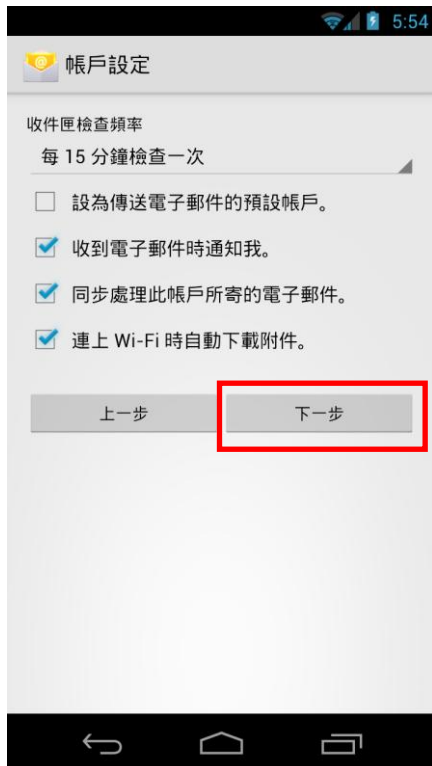 5:54
帳戶設定
收件匣檢查頻率
每 15 分鐘檢查一次
設為傳送電子郵件的預設帳戶。
收到電子郵件時通知我。
同步處理此帳戶所寄的電子郵件。
連上 Wi-Fi 時自動下載附件。
上一步 下一步